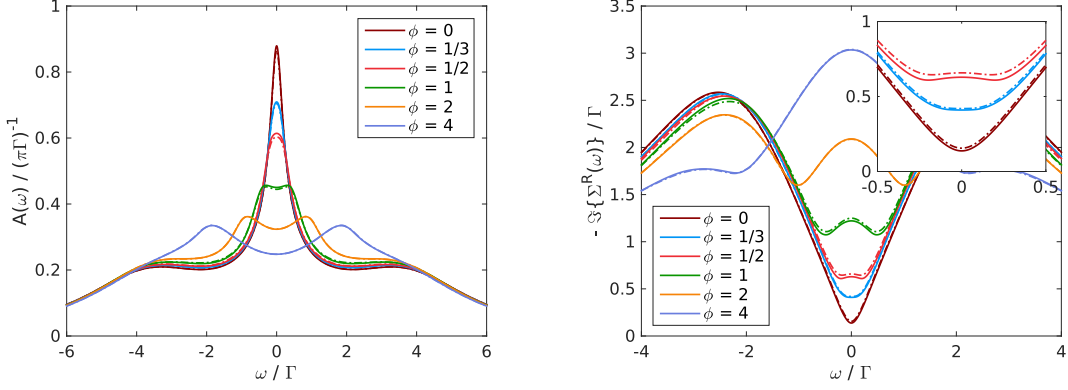 1
0.8
0.6
0.4
0.2
0
A(ω) / (πΓ)⁻¹
-6
-4
-2
0
2
4
6
ω / Γ
ϕ = 0
ϕ = 1/3
ϕ = 1/2
ϕ = 1
ϕ = 2
ϕ = 4
3.5
3
2.5
2
1.5
1
0.5
0
- ℑ{Σᴿ(ω)} / Γ
-4
-2
0
2
4
ω / Γ
ϕ = 0
ϕ = 1/3
ϕ = 1/2
ϕ = 1
ϕ = 2
ϕ = 4
1
0.5
0
-0.5
0
0.5